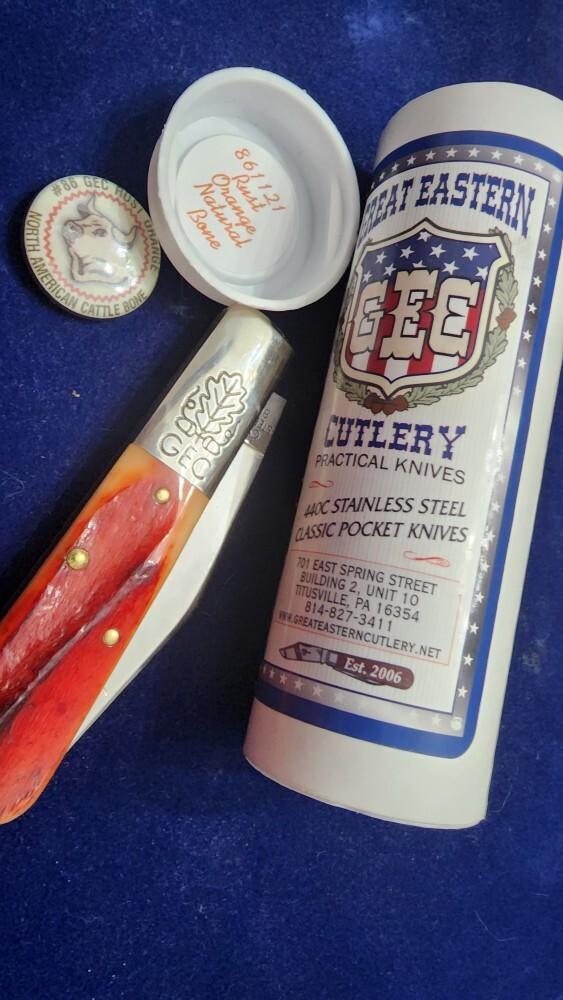 #86 GEC RUST ORANGE
NORTH AMERICAN CATTLE BONE
861121
Rust
Orange
Natural
Bone
GEC
GREAT EASTERN
GEC
CUTLERY
PRACTICAL KNIVES
440C STAINLESS STEEL
CLASSIC POCKET KNIVES
701 EAST SPRING STREET
BUILDING 2, UNIT 10
TITUSVILLE, PA 16354
814-827-3411
WWW.GREATEASTERNCUTLERY.NET
Est. 2006